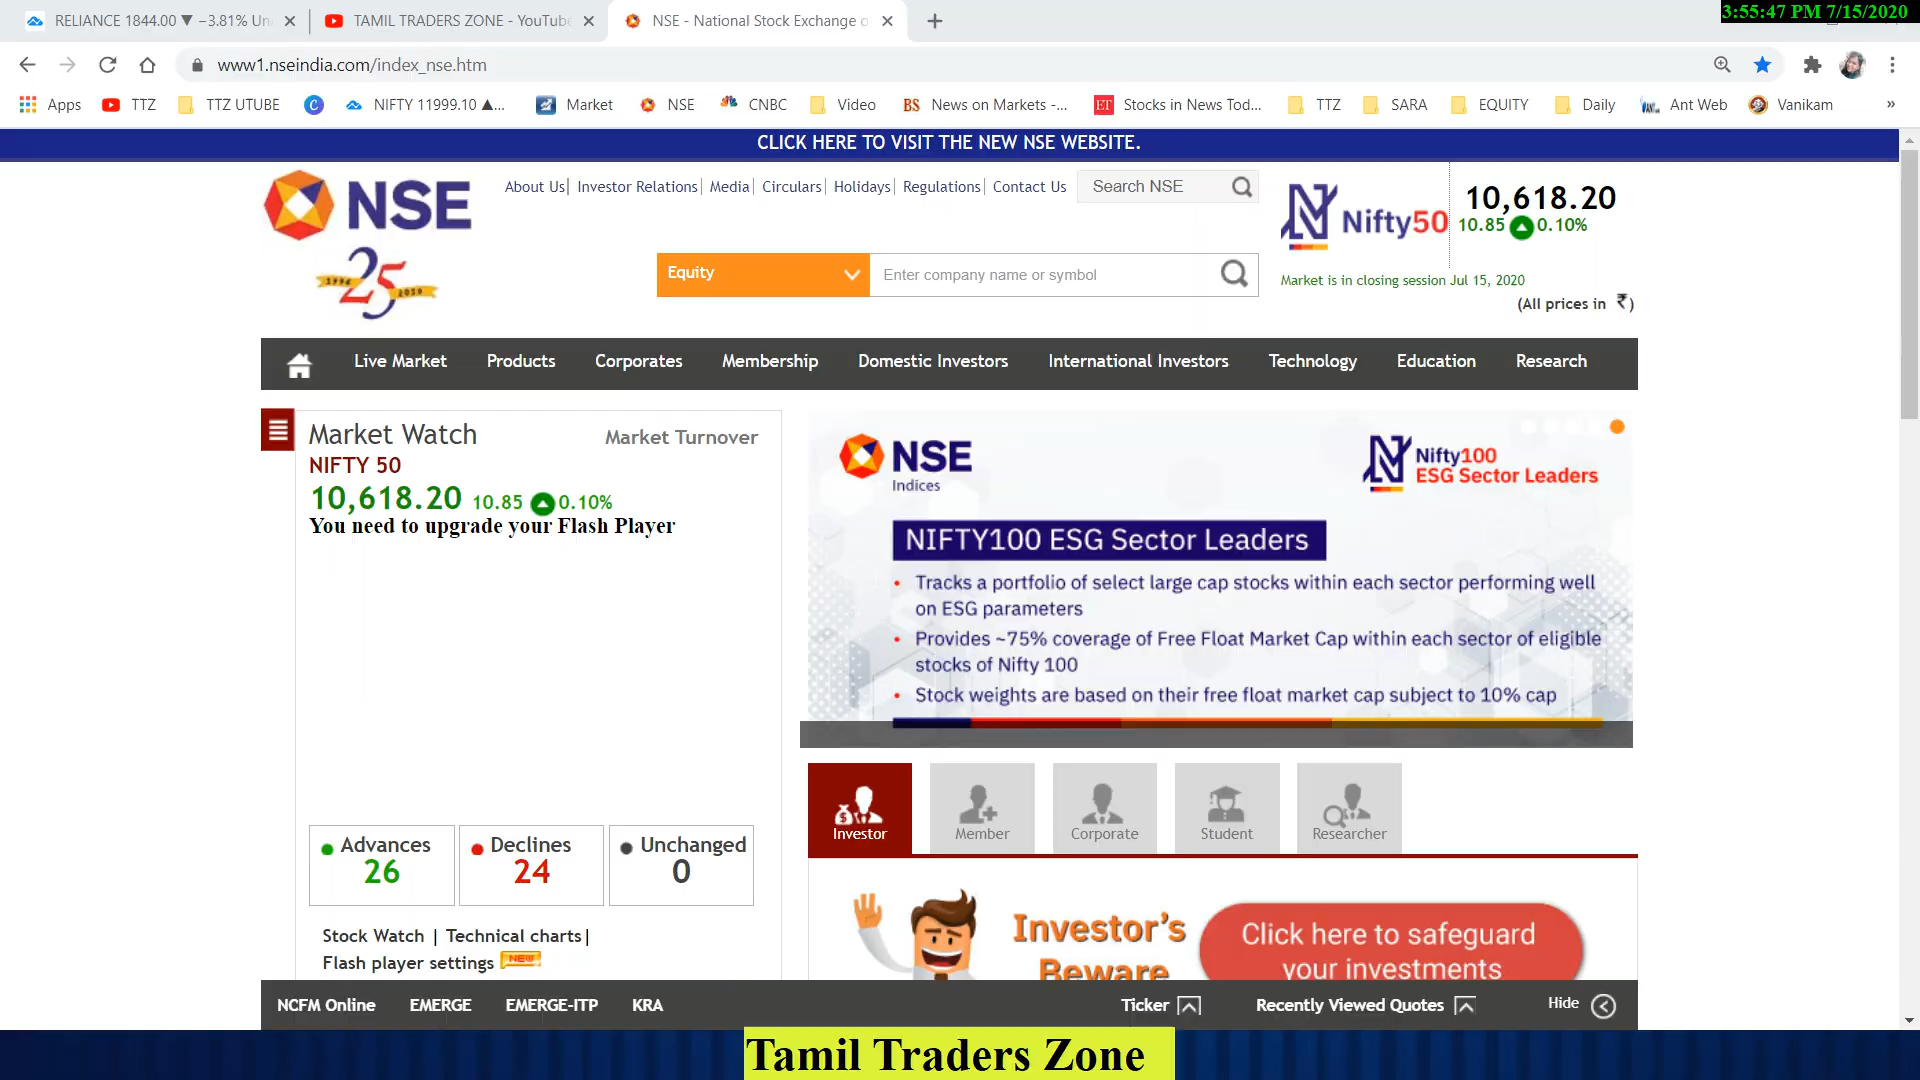 3:55:47 PM 7/15/2020
RELIANCE 1844.00 ▼ −3.81% Un
TAMIL TRADERS ZONE - YouTube
NSE - National Stock Exchange o
www1.nseindia.com/index_nse.htm
Apps TTZ TTZ UTUBE C NIFTY 11999.10 ▲... Market NSE CNBC Video BS News on Markets -... ET Stocks in News Tod... TTZ SARA EQUITY Daily Ant Web Vanikam »
CLICK HERE TO VISIT THE NEW NSE WEBSITE.
NSE
1994 25 2019
About Us| Investor Relations| Media| Circulars| Holidays| Regulations| Contact Us
Search NSE
Equity
Enter company name or symbol
Nifty50
10,618.20
10.85 0.10%
Market is in closing session Jul 15, 2020
(All prices in ₹)
Live Market Products Corporates Membership Domestic Investors International Investors Technology Education Research
Market Watch
Market Turnover
NIFTY 50
10,618.20 10.85 0.10%
You need to upgrade your Flash Player
Advances
26
Declines
24
Unchanged
0
Stock Watch | Technical charts|
Flash player settings NEW
NSE
Indices
Nifty100
ESG Sector Leaders
NIFTY100 ESG Sector Leaders
• Tracks a portfolio of select large cap stocks within each sector performing well
on ESG parameters
• Provides ~75% coverage of Free Float Market Cap within each sector of eligible
stocks of Nifty 100
• Stock weights are based on their free float market cap subject to 10% cap
Investor
Member
Corporate
Student
Researcher
Investor's
Beware
Click here to safeguard
your investments
NCFM Online EMERGE EMERGE-ITP KRA
Ticker Recently Viewed Quotes Hide
Tamil Traders Zone